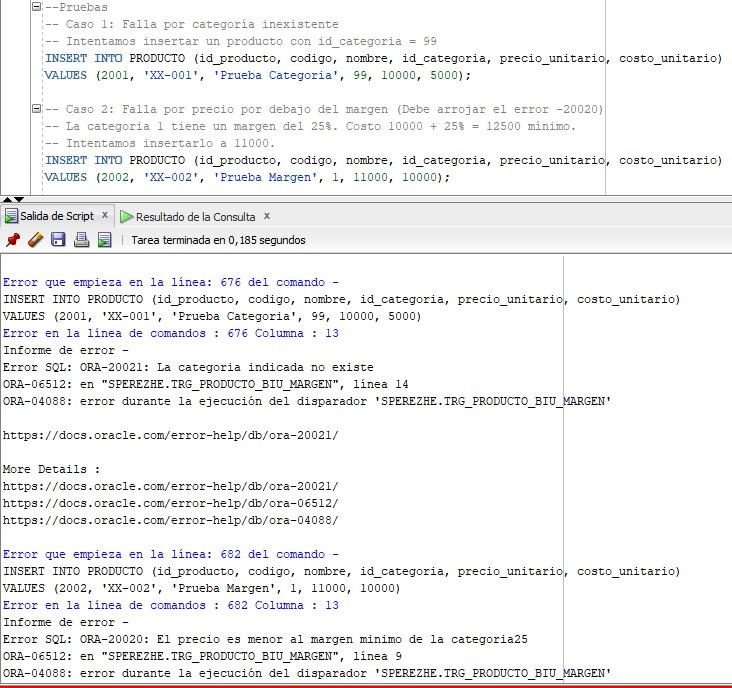 --Pruebas
-- Caso 1: Falla por categoría inexistente
-- Intentamos insertar un producto con id_categoria = 99
INSERT INTO PRODUCTO (id_producto, codigo, nombre, id_categoria, precio_unitario, costo_unitario)
VALUES (2001, 'XX-001', 'Prueba Categoria', 99, 10000, 5000);
-- Caso 2: Falla por precio por debajo del margen (Debe arrojar el error -20020)
-- La categoría 1 tiene un margen del 25%. Costo 10000 + 25% = 12500 mínimo.
-- Intentamos insertarlo a 11000.
INSERT INTO PRODUCTO (id_producto, codigo, nombre, id_categoria, precio_unitario, costo_unitario)
VALUES (2002, 'XX-002', 'Prueba Margen', 1, 11000, 10000);
Salida de Script x Resultado de la Consulta x
Tarea terminada en 0,185 segundos
Error que empieza en la línea: 676 del comando -
INSERT INTO PRODUCTO (id_producto, codigo, nombre, id_categoria, precio_unitario, costo_unitario)
VALUES (2001, 'XX-001', 'Prueba Categoria', 99, 10000, 5000)
Error en la línea de comandos : 676 Columna : 13
Informe de error -
Error SQL: ORA-20021: La categoria indicada no existe
ORA-06512: en "SPEREZHE.TRG_PRODUCTO_BIU_MARGEN", línea 14
ORA-04088: error durante la ejecución del disparador 'SPEREZHE.TRG_PRODUCTO_BIU_MARGEN'
https://docs.oracle.com/error-help/db/ora-20021/
More Details :
https://docs.oracle.com/error-help/db/ora-20021/
https://docs.oracle.com/error-help/db/ora-06512/
https://docs.oracle.com/error-help/db/ora-04088/
Error que empieza en la línea: 682 del comando -
INSERT INTO PRODUCTO (id_producto, codigo, nombre, id_categoria, precio_unitario, costo_unitario)
VALUES (2002, 'XX-002', 'Prueba Margen', 1, 11000, 10000)
Error en la línea de comandos : 682 Columna : 13
Informe de error -
Error SQL: ORA-20020: El precio es menor al margen minimo de la categoria25
ORA-06512: en "SPEREZHE.TRG_PRODUCTO_BIU_MARGEN", línea 9
ORA-04088: error durante la ejecución del disparador 'SPEREZHE.TRG_PRODUCTO_BIU_MARGEN'